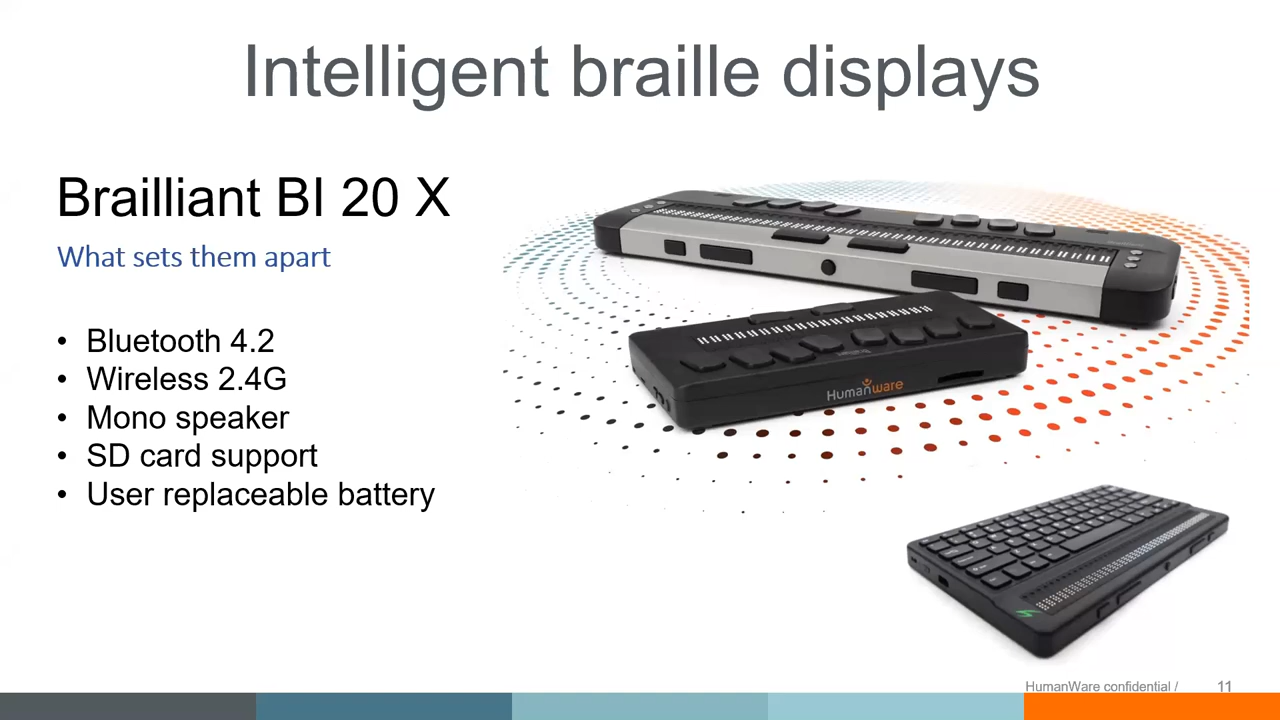 Intelligent braille displays
Brailliant BI 20 X
What sets them apart
• Bluetooth 4.2
• Wireless 2.4G
• Mono speaker
• SD card support
• User replaceable battery
Humanware
HumanWare confidential / 11